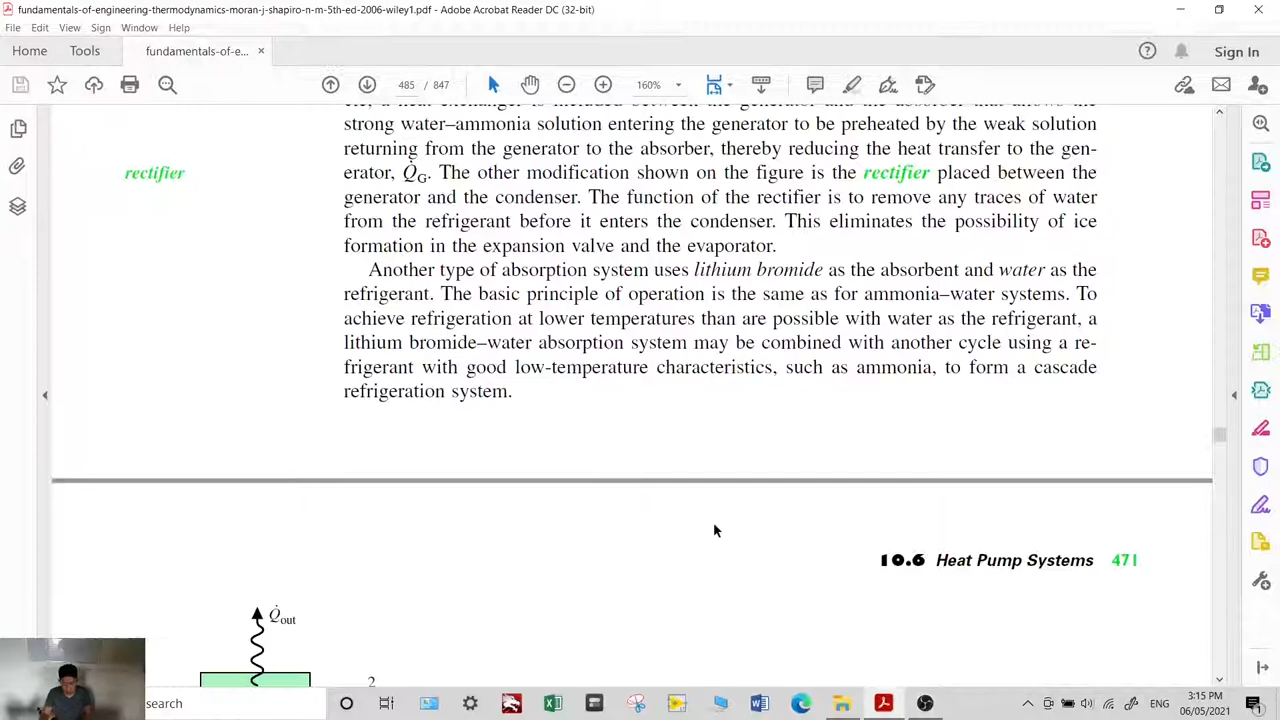 fundamentals-of-engineering-thermodynamics-moran-j-shapiro-n-m-5th-ed-2006-wiley1.pdf - Adobe Acrobat Reader DC (32-bit)
File Edit View Sign Window Help
Home Tools fundamentals-of-e... × Sign In
485 / 847 160%
strong water–ammonia solution entering the generator to be preheated by the weak solution
returning from the generator to the absorber, thereby reducing the heat transfer to the gen-
rectifier
erator, Q̇G. The other modification shown on the figure is the rectifier placed between the
generator and the condenser. The function of the rectifier is to remove any traces of water
from the refrigerant before it enters the condenser. This eliminates the possibility of ice
formation in the expansion valve and the evaporator.
Another type of absorption system uses lithium bromide as the absorbent and water as the
refrigerant. The basic principle of operation is the same as for ammonia–water systems. To
achieve refrigeration at lower temperatures than are possible with water as the refrigerant, a
lithium bromide–water absorption system may be combined with another cycle using a re-
frigerant with good low-temperature characteristics, such as ammonia, to form a cascade
refrigeration system.
10.6 Heat Pump Systems 471
Q̇out
2
search
ENG
3:15 PM
06/05/2021